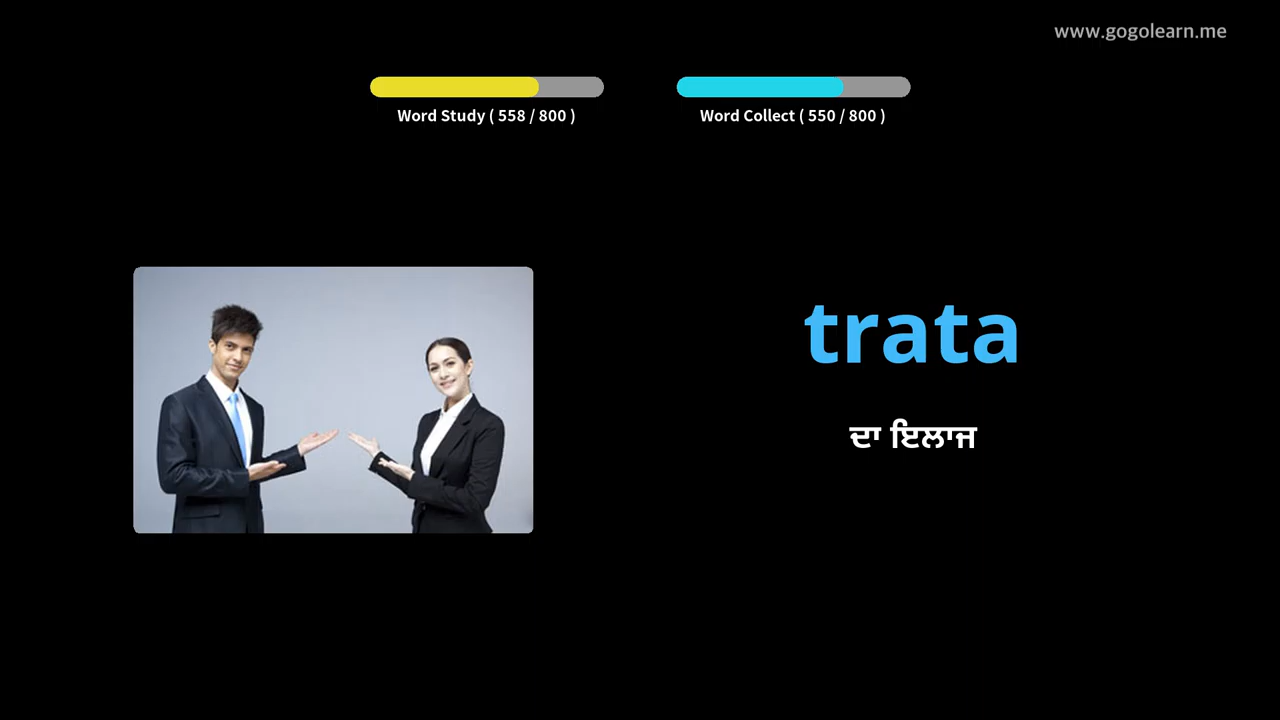 www.gogolearn.me
Word Study ( 558 / 800 )
Word Collect ( 550 / 800 )
trata
ਦਾ ਇਲਾਜ